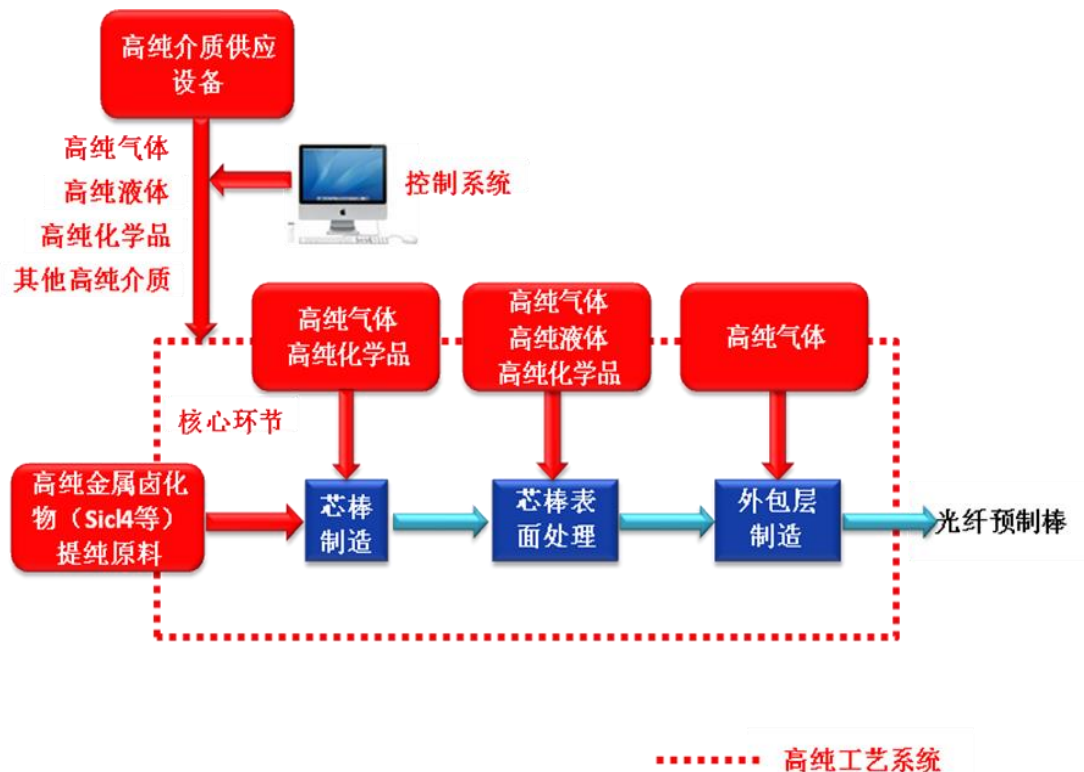 高纯介质供应
设备
高纯气体
高纯液体
高纯化学品
其他高纯介质
控制系统
高纯气体
高纯化学品
高纯气体
高纯液体
高纯化学品
高纯气体
核心环节
高纯金属卤化
物（Sicl4等）
提纯原料
芯棒
制造
芯棒表
面处理
外包层
制造
光纤预制棒
高纯工艺系统